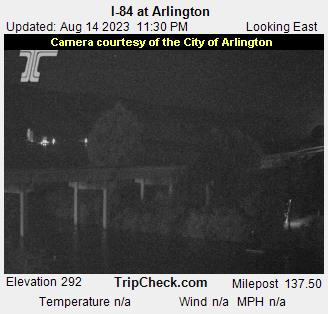 I-84 at Arlington
Updated: Aug 14 2023 11:30 PM Looking East
Camera courtesy of the City of Arlington
Elevation 292 TripCheck.com Milepost 137.50
Temperature n/a Wind n/a MPH n/a